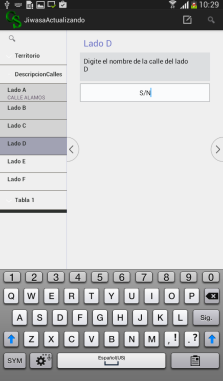 10:29
JiwasaActualizando
Territorio
DescripcionCalles
Lado A
CALLE ALAMOS
Lado B
Lado C
Lado D
Lado E
Lado F
Tabla 1
Lado D
Digite el nombre de la calle del lado
D
S/N
1 2 3 4 5 6 7 8 9 0
Q W E R T Y U I O P
A S D F G H J K L Sig.
Z X C V B N M , ! . ?
SYM Español(US)